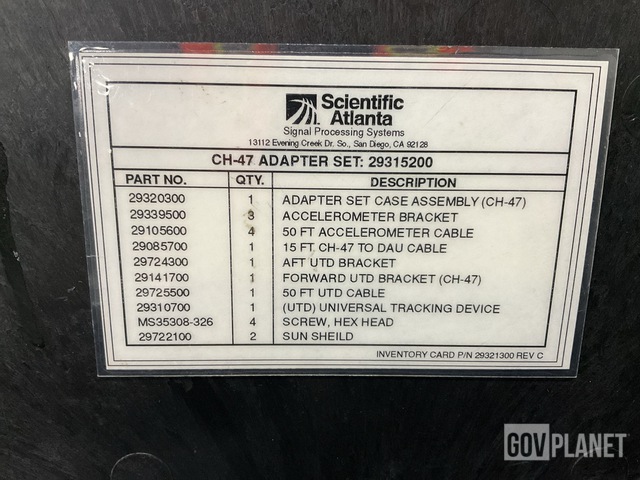 Scientific
Atlanta
Signal Processing Systems
13112 Evening Creek Dr. So., San Diego, CA 92128
CH-47 ADAPTER SET: 29315200
PART NO. QTY. DESCRIPTION
29320300 1 ADAPTER SET CASE ASSEMBLY (CH-47)
29339500 3 ACCELEROMETER BRACKET
29105600 4 50 FT ACCELEROMETER CABLE
29085700 1 15 FT CH-47 TO DAU CABLE
29724300 1 AFT UTD BRACKET
29141700 1 FORWARD UTD BRACKET (CH-47)
29725500 1 50 FT UTD CABLE
29310700 1 (UTD) UNIVERSAL TRACKING DEVICE
MS35308-326 4 SCREW, HEX HEAD
29722100 2 SUN SHEILD
INVENTORY CARD P/N 29321300 REV C
GOVPLANET